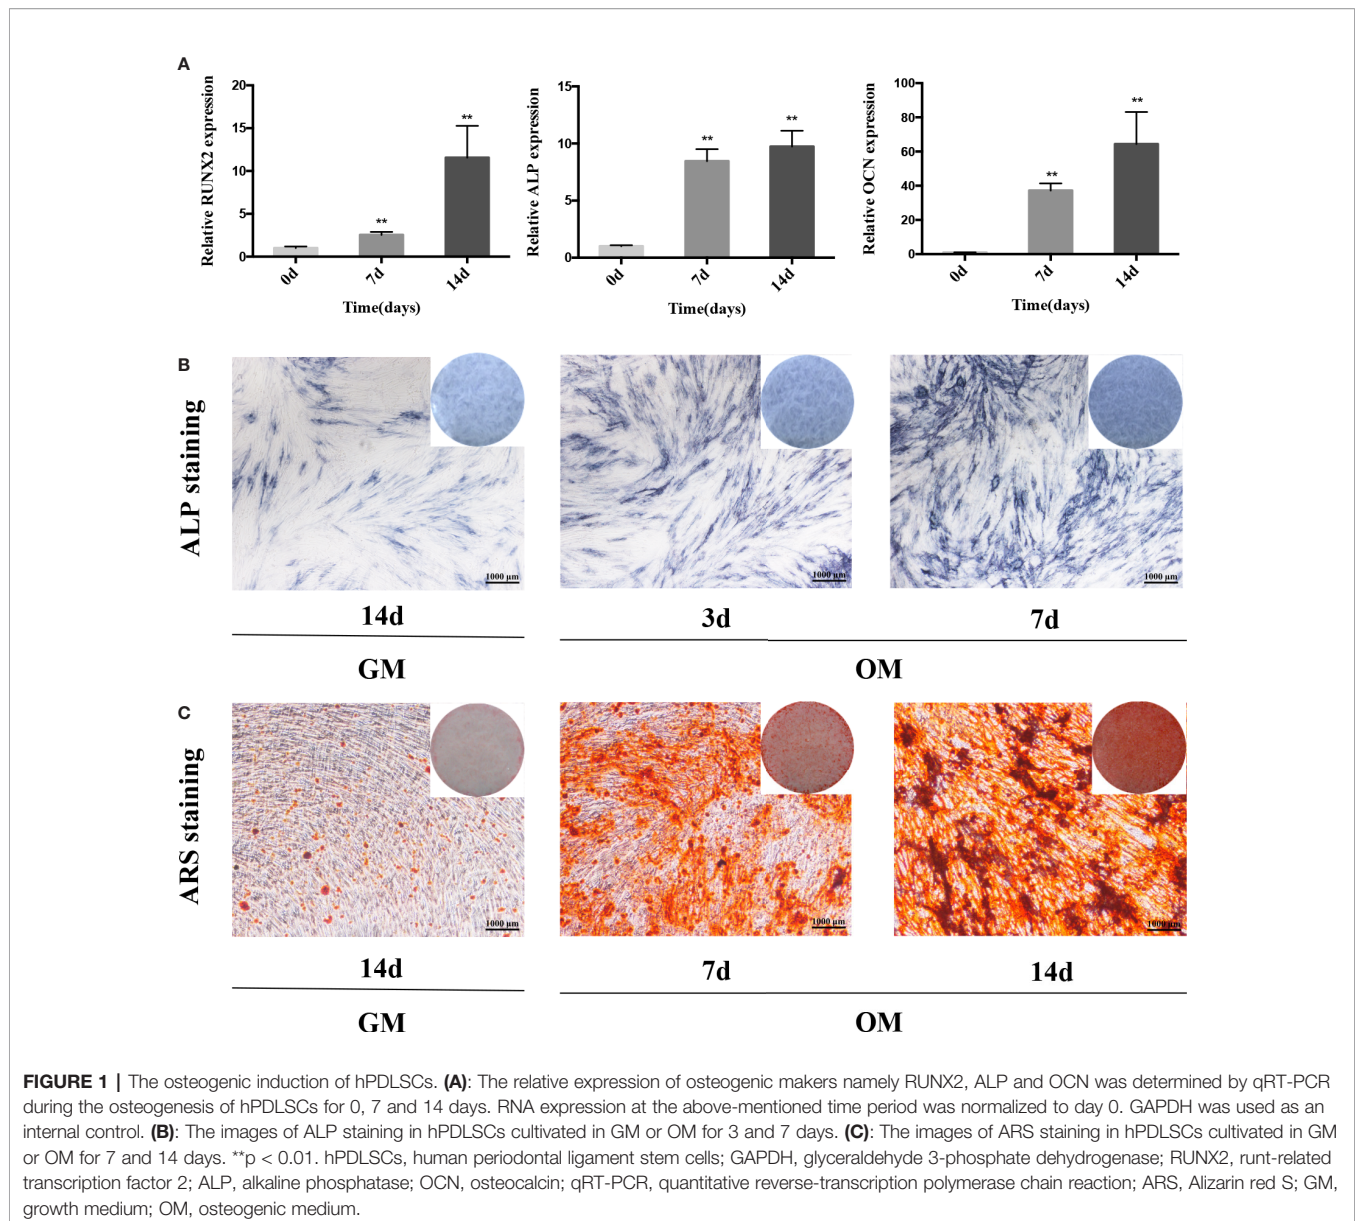 A
Relative RUNX2 expression
20
15
10
5
0
**
**
0d
7d
14d
Time(days)
Relative ALP expression
15
10
5
0
**
**
0d
7d
14d
Time(days)
Relative OCN expression
100
80
60
40
20
0
**
**
0d
7d
14d
Time(days)
B
ALP staining
1000 µm
1000 µm
1000 µm
14d
3d
7d
GM
OM
C
ARS staining
1000 µm
1000 µm
1000 µm
14d
7d
14d
GM
OM
FIGURE 1 | The osteogenic induction of hPDLSCs. (A): The relative expression of osteogenic makers namely RUNX2, ALP and OCN was determined by qRT-PCR
during the osteogenesis of hPDLSCs for 0, 7 and 14 days. RNA expression at the above-mentioned time period was normalized to day 0. GAPDH was used as an
internal control. (B): The images of ALP staining in hPDLSCs cultivated in GM or OM for 3 and 7 days. (C): The images of ARS staining in hPDLSCs cultivated in GM
or OM for 7 and 14 days. **p < 0.01. hPDLSCs, human periodontal ligament stem cells; GAPDH, glyceraldehyde 3-phosphate dehydrogenase; RUNX2, runt-related
transcription factor 2; ALP, alkaline phosphatase; OCN, osteocalcin; qRT-PCR, quantitative reverse-transcription polymerase chain reaction; ARS, Alizarin red S; GM,
growth medium; OM, osteogenic medium.